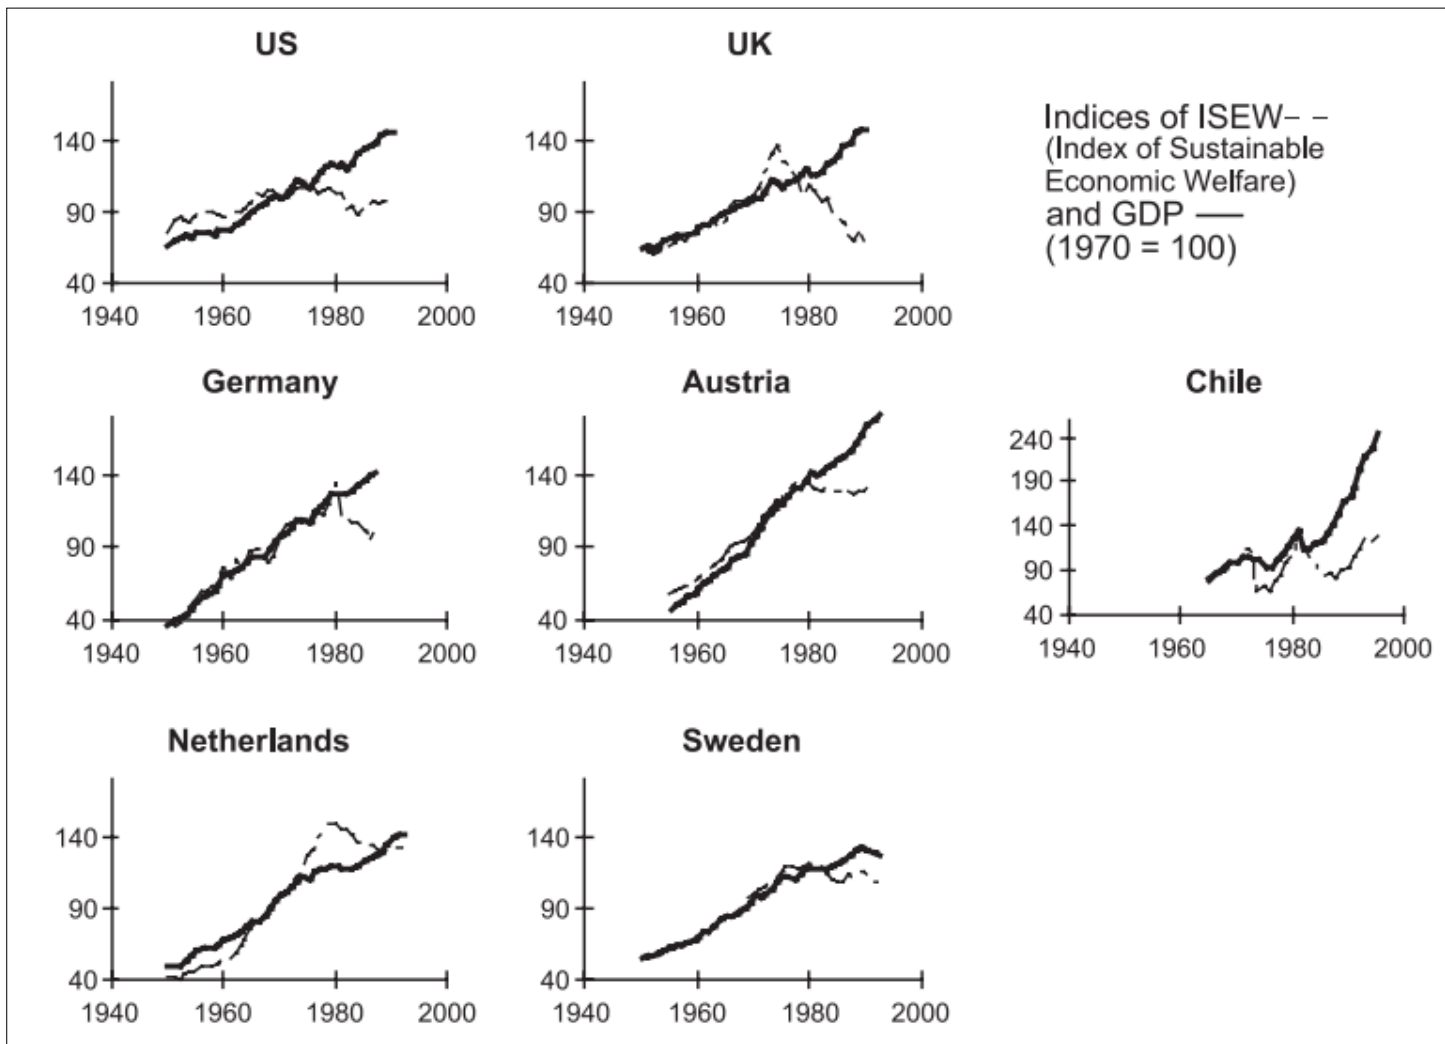 US
140
90
40
1940 1960 1980 2000
UK
140
90
40
1940 1960 1980 2000
Indices of ISEW– –
(Index of Sustainable
Economic Welfare)
and GDP —
(1970 = 100)
Germany
140
90
40
1940 1960 1980 2000
Austria
140
90
40
1940 1960 1980 2000
Chile
240
190
140
90
40
1940 1960 1980 2000
Netherlands
140
90
40
1940 1960 1980 2000
Sweden
140
90
40
1940 1960 1980 2000